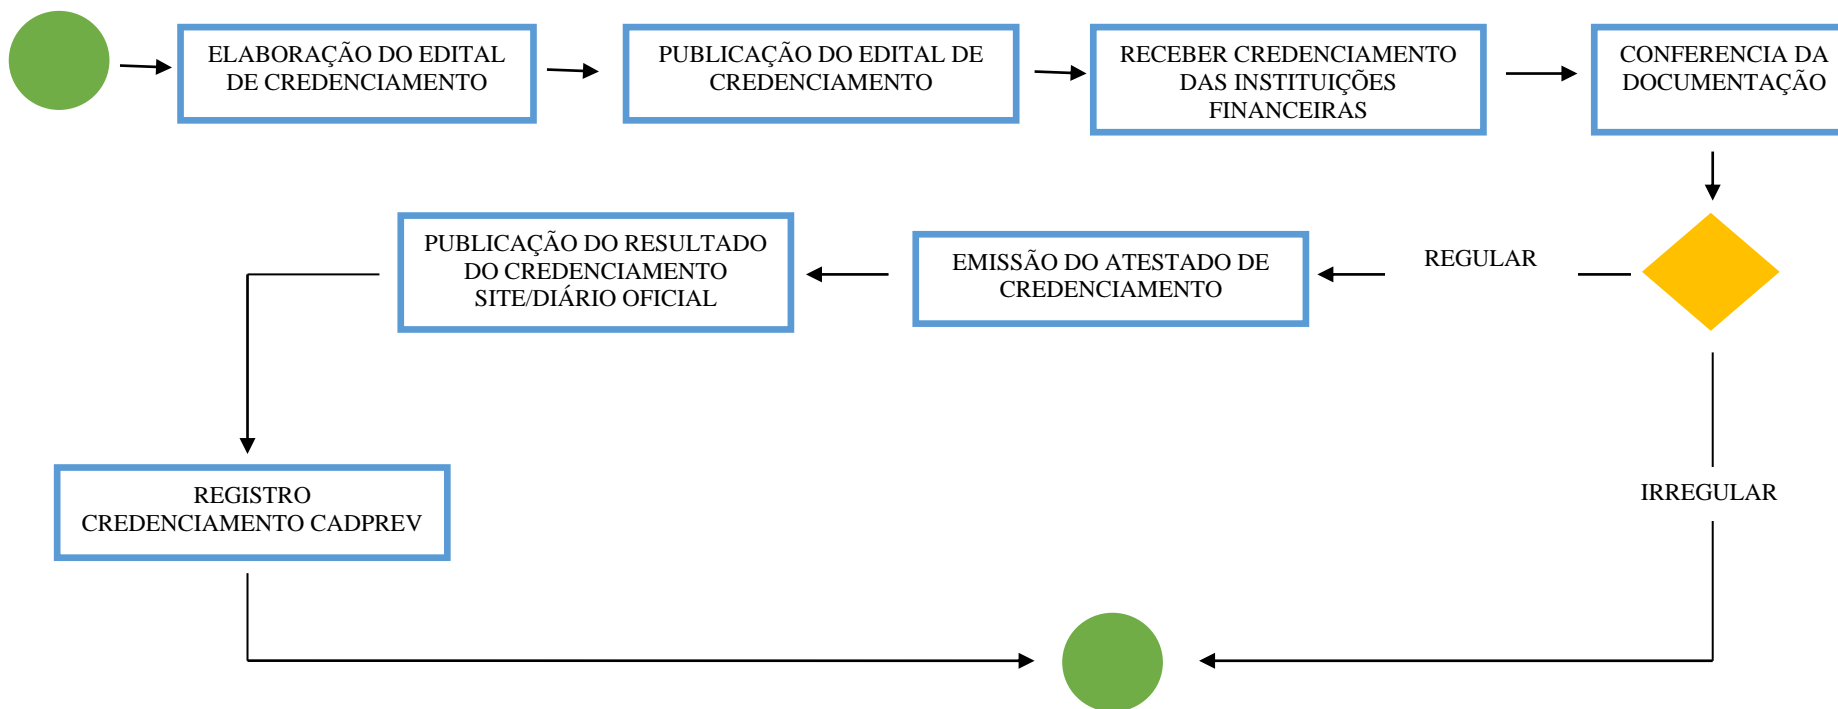 ELABORAÇÃO DO EDITAL
DE CREDENCIAMENTO
PUBLICAÇÃO DO EDITAL DE
CREDENCIAMENTO
RECEBER CREDENCIAMENTO
DAS INSTITUIÇÕES
FINANCEIRAS
CONFERENCIA DA
DOCUMENTAÇÃO
REGULAR
EMISSÃO DO ATESTADO DE
CREDENCIAMENTO
PUBLICAÇÃO DO RESULTADO
DO CREDENCIAMENTO
SITE/DIÁRIO OFICIAL
REGISTRO
CREDENCIAMENTO CADPREV
IRREGULAR